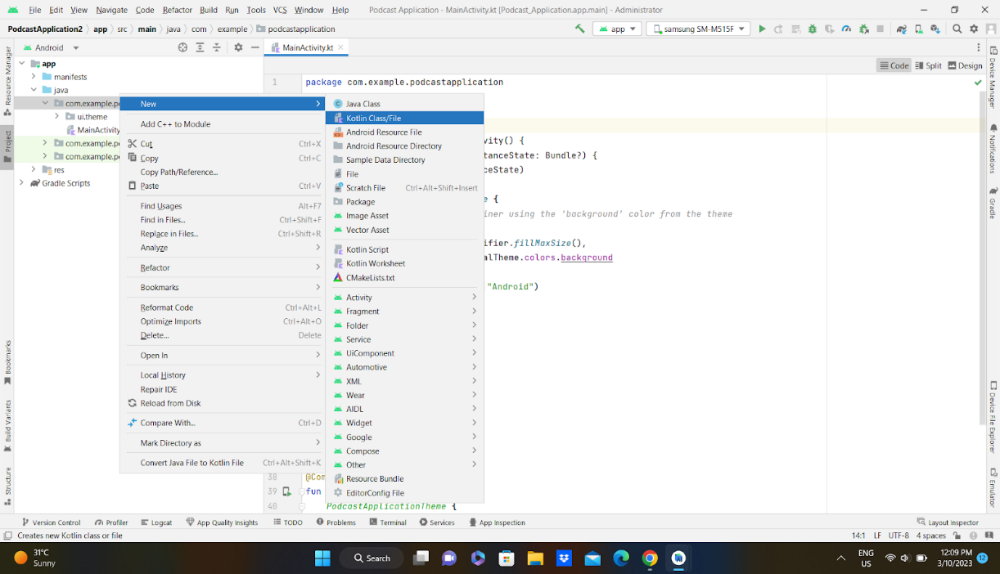 File Edit View Navigate Code Refactor Build Run Tools VCS Window Help Podcast Application - MainActivity.kt [Podcast_Application.app.main] - Administrator
PodcastApplication2 app src main java com example podcastapplication app samsung SM-M515F
Android MainActivity.kt
Code Split Design
app
manifests
java
com.example.po
ui.theme
MainActivity
com.example.po
com.example.po
res
Gradle Scripts
1 package com.example.podcastapplication
vity() {
tanceState: Bundle?) {
ceState)
e {
iner using the 'background' color from the theme
ifier.fillMaxSize(),
alTheme.colors.background
"Android")
38 @Com
39 fun
40 PodcastApplicationTheme {
New
Add C++ to Module
Cut Ctrl+X
Copy Ctrl+C
Copy Path/Reference...
Paste Ctrl+V
Find Usages Alt+F7
Find in Files... Ctrl+Shift+F
Replace in Files... Ctrl+Shift+R
Analyze
Refactor
Bookmarks
Reformat Code Ctrl+Alt+L
Optimize Imports Ctrl+Alt+O
Delete... Delete
Open In
Local History
Repair IDE
Reload from Disk
Compare With... Ctrl+D
Mark Directory as
Convert Java File to Kotlin File Ctrl+Alt+Shift+K
Java Class
Kotlin Class/File
Android Resource File
Android Resource Directory
Sample Data Directory
File
Scratch File Ctrl+Alt+Shift+Insert
Package
Image Asset
Vector Asset
Kotlin Script
Kotlin Worksheet
CMakeLists.txt
Activity
Fragment
Folder
Service
UiComponent
Automotive
XML
Wear
AIDL
Widget
Google
Compose
Other
Resource Bundle
EditorConfig File
Resource Manager
Project
Bookmarks
Build Variants
Structure
Device Manager
Notifications
Gradle
Device File Explorer
Emulator
Version Control Profiler Logcat App Quality Insights TODO Problems Terminal Services App Inspection Layout Inspector
Creates new Kotlin class or file 14:1 LF UTF-8 4 spaces
31°C
Sunny
Search
ENG
US
12:09 PM
3/10/2023
12